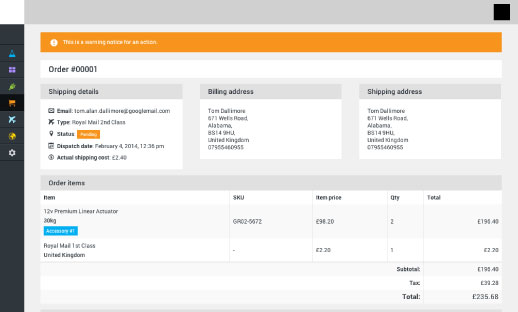 This is a warning notice for an action.
Order #00001
Shipping details
Email: tom.alan.dallimore@googlemail.com
Type: Royal Mail 2nd Class
Status Pending
Dispatch date: February 4, 2014, 12:36 pm
Actual shipping cost: £2.40
Billing address
Tom Dallimore
671 Wells Road,
Alabama,
BS14 9HU,
United Kingdom
07955460955
Shipping address
Tom Dallimore
671 Wells Road,
Alabama,
BS14 9HU,
United Kingdom
07955460955
Order items
Item SKU Item price Qty Total
12v Premium Linear Actuator
30kg
Accessory #1
GR02-5672 £98.20 2 £196.40
Royal Mail 1st Class
United Kingdom
- £2.20 1 £2.20
Subtotal: £196.40
Tax: £39.28
Total: £235.68